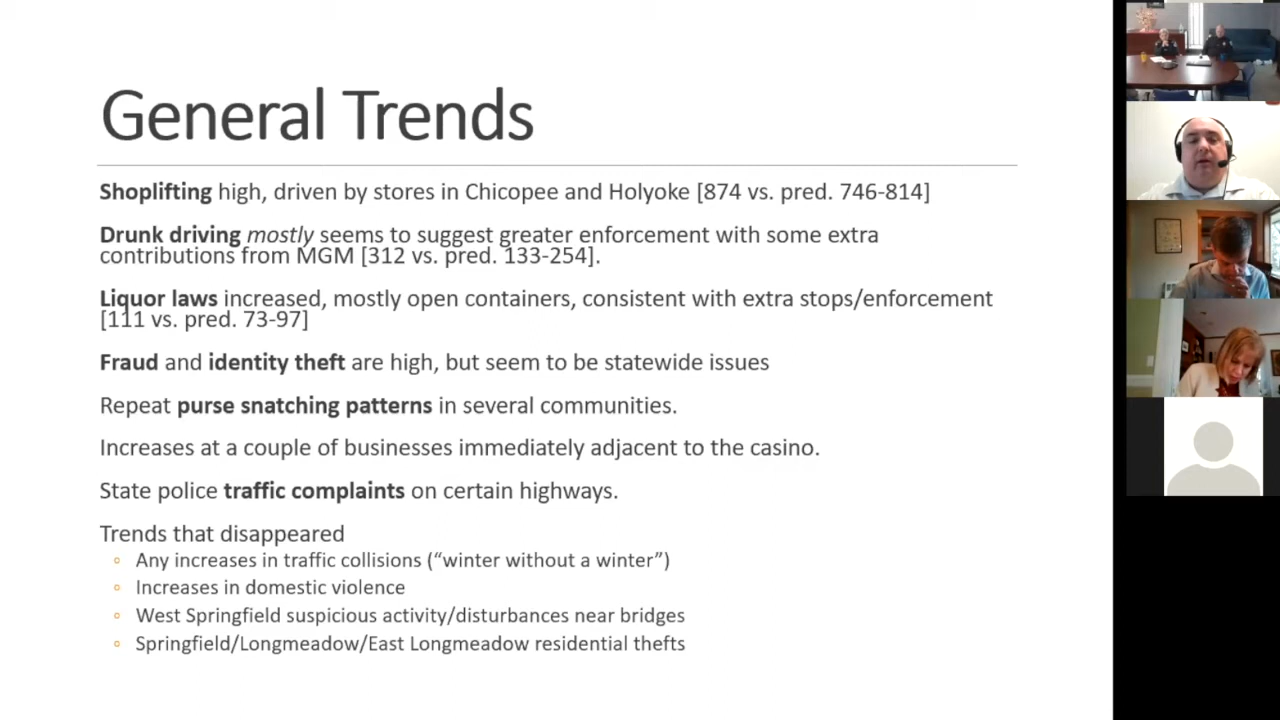 General Trends
Shoplifting high, driven by stores in Chicopee and Holyoke [874 vs. pred. 746-814]
Drunk driving mostly seems to suggest greater enforcement with some extra
contributions from MGM [312 vs. pred. 133-254].
Liquor laws increased, mostly open containers, consistent with extra stops/enforcement
[111 vs. pred. 73-97]
Fraud and identity theft are high, but seem to be statewide issues
Repeat purse snatching patterns in several communities.
Increases at a couple of businesses immediately adjacent to the casino.
State police traffic complaints on certain highways.
Trends that disappeared
◦ Any increases in traffic collisions (“winter without a winter”)
◦ Increases in domestic violence
◦ West Springfield suspicious activity/disturbances near bridges
◦ Springfield/Longmeadow/East Longmeadow residential thefts